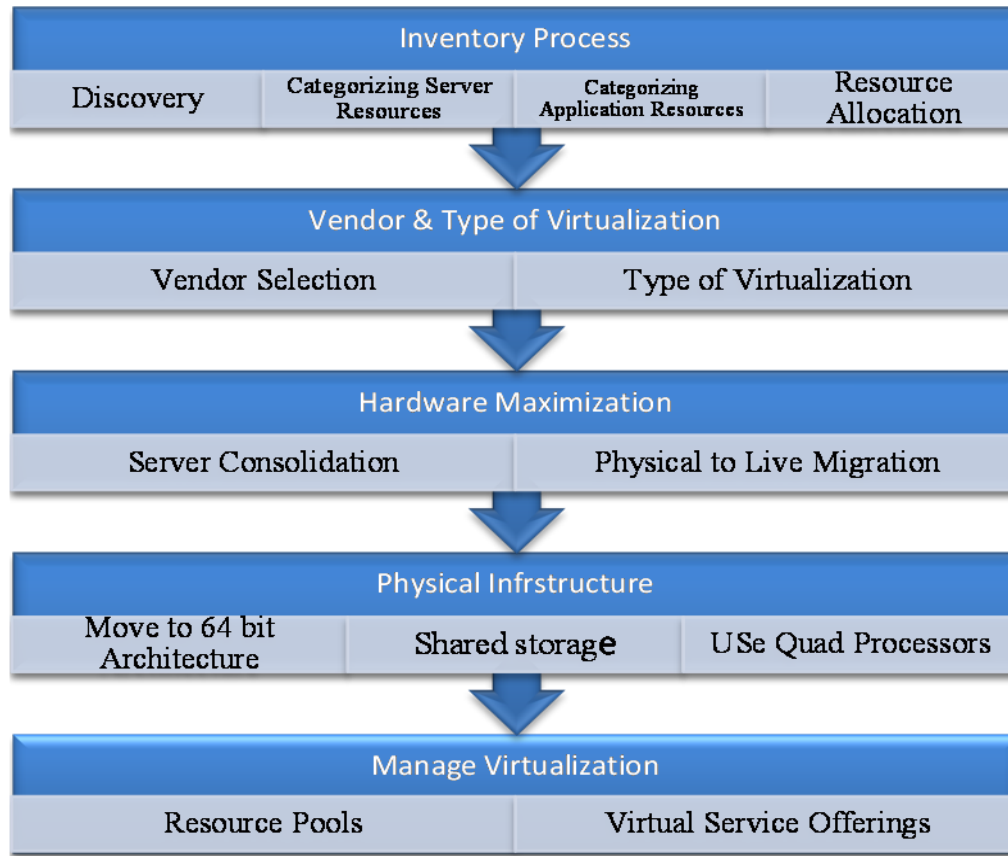 Inventory Process
Discovery
Categorizing Server
Resources
Categorizing
Application Resources
Resource
Allocation
Vendor & Type of Virtualization
Vendor Selection
Type of Virtualization
Hardware Maximization
Server Consolidation
Physical to Live Migration
Physical Infrstructure
Move to 64 bit
Architecture
Shared storage
USe Quad Processors
Manage Virtualization
Resource Pools
Virtual Service Offerings